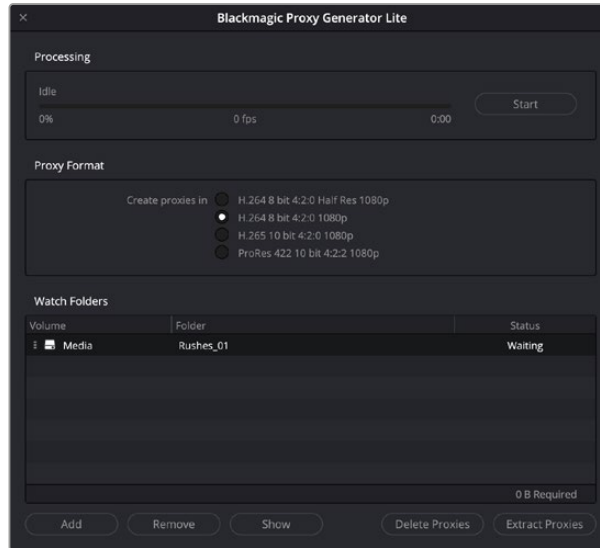 Blackmagic Proxy Generator Lite
Processing
Idle
0% 0 fps 0:00
Start
Proxy Format
Create proxies in H.264 8 bit 4:2:0 Half Res 1080p
H.264 8 bit 4:2:0 1080p
H.265 10 bit 4:2:0 1080p
ProRes 422 10 bit 4:2:2 1080p
Watch Folders
Volume Folder Status
Media Rushes_01 Waiting
0 B Required
Add Remove Show Delete Proxies Extract Proxies